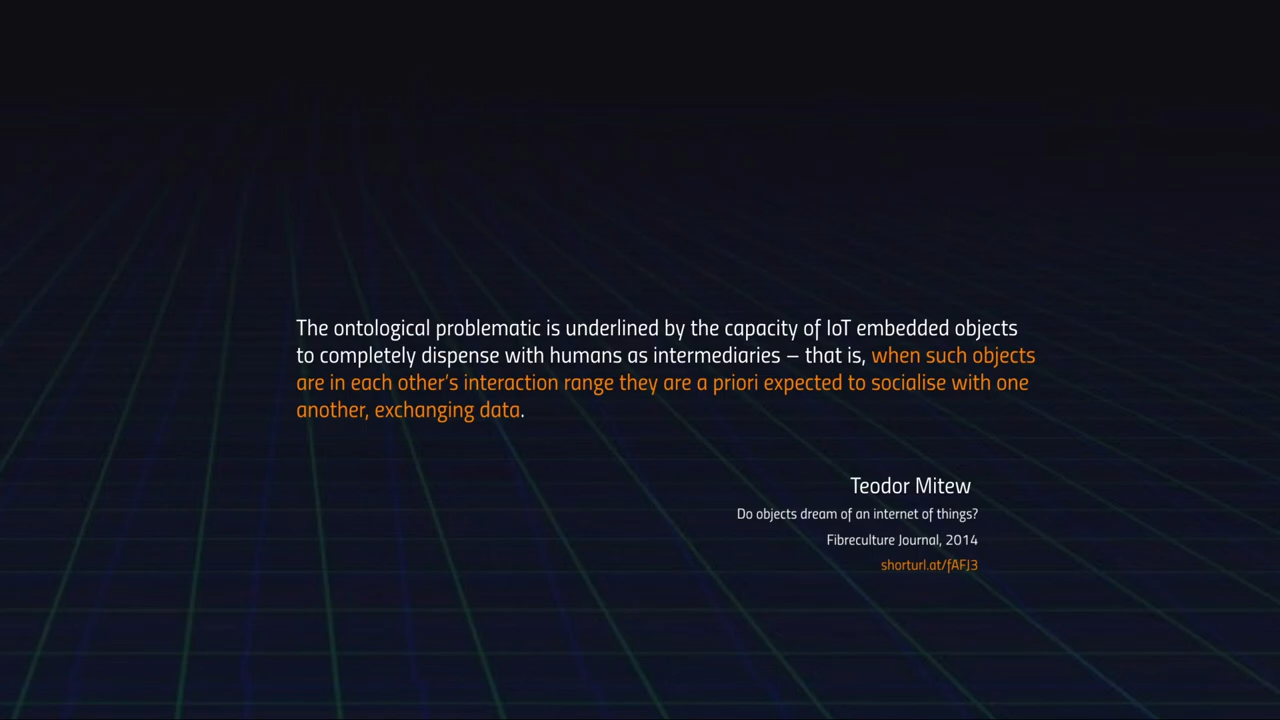 The ontological problematic is underlined by the capacity of IoT embedded objects
to completely dispense with humans as intermediaries – that is, when such objects
are in each other's interaction range they are a priori expected to socialise with one
another, exchanging data.
Teodor Mitew
Do objects dream of an internet of things?
Fibreculture Journal, 2014
shorturl.at/fAFJ3